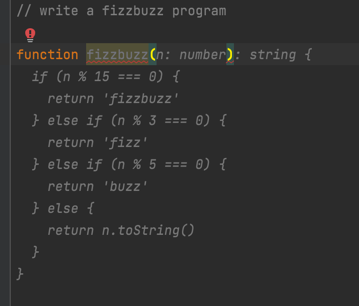 // write a fizzbuzz program
function fizzbuzz(n: number): string {
  if (n % 15 === 0) {
    return 'fizzbuzz'
  } else if (n % 3 === 0) {
    return 'fizz'
  } else if (n % 5 === 0) {
    return 'buzz'
  } else {
    return n.toString()
  }
}